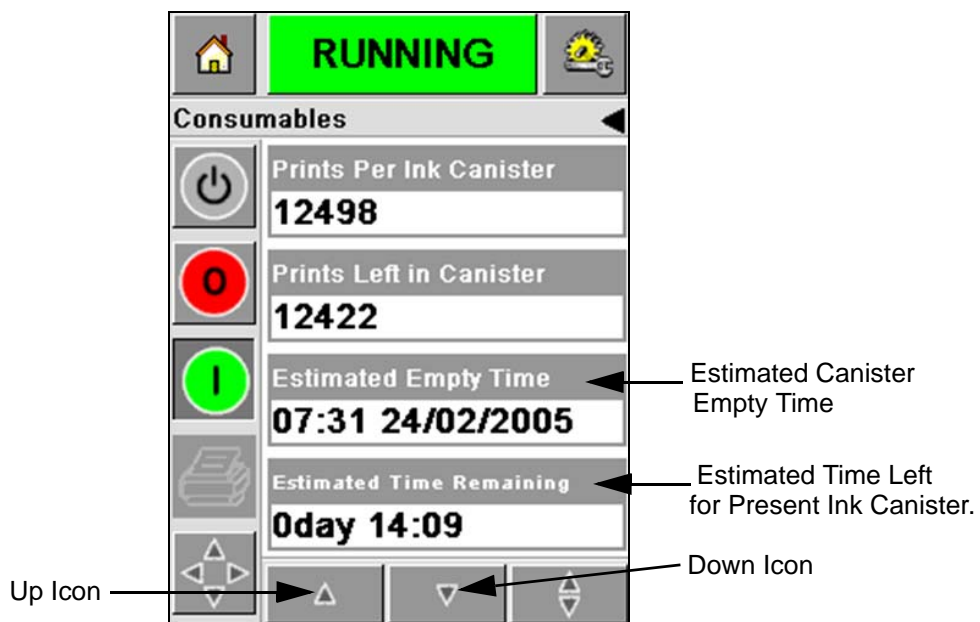 RUNNING
Consumables
Prints Per Ink Canister
12498
O
Prints Left in Canister
12422
I
Estimated Empty Time
07:31 24/02/2005
Estimated Canister
Empty Time
Estimated Time Remaining
0day 14:09
Estimated Time Left
for Present Ink Canister.
Up Icon
Down Icon